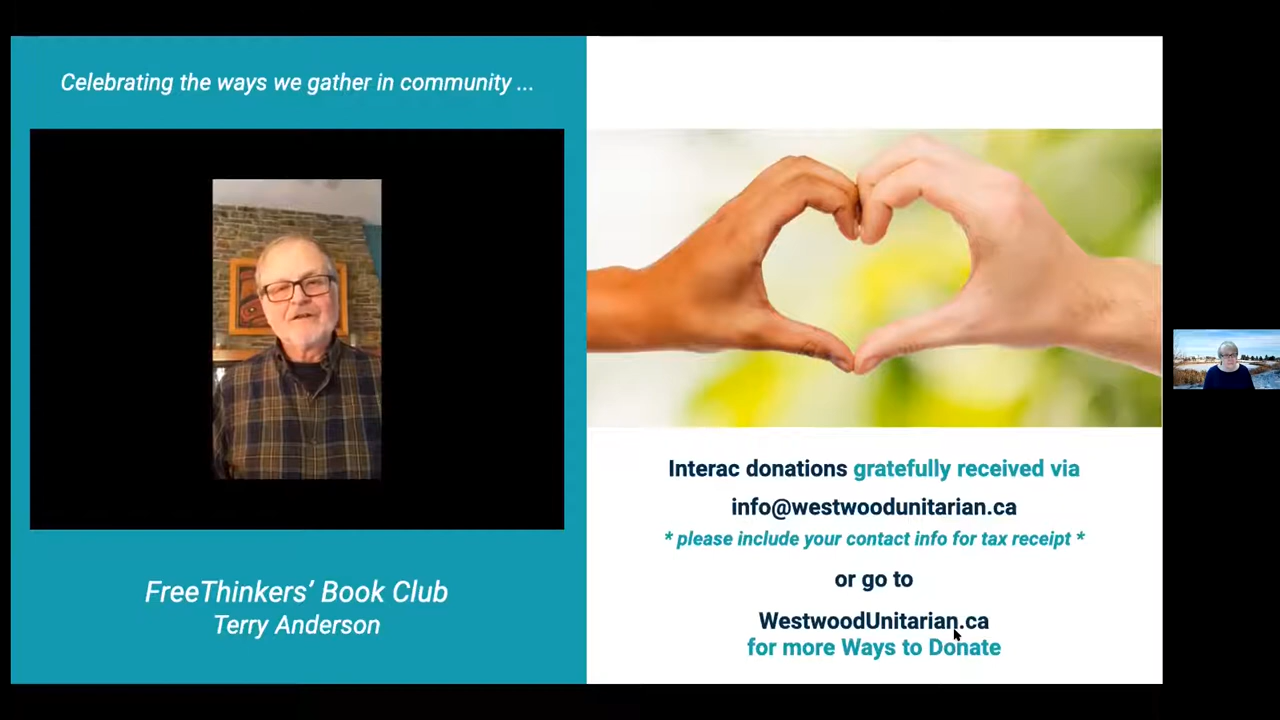 Celebrating the ways we gather in community ...
FreeThinkers’ Book Club
Terry Anderson
Interac donations gratefully received via
info@westwoodunitarian.ca
* please include your contact info for tax receipt *
or go to
WestwoodUnitarian.ca
for more Ways to Donate